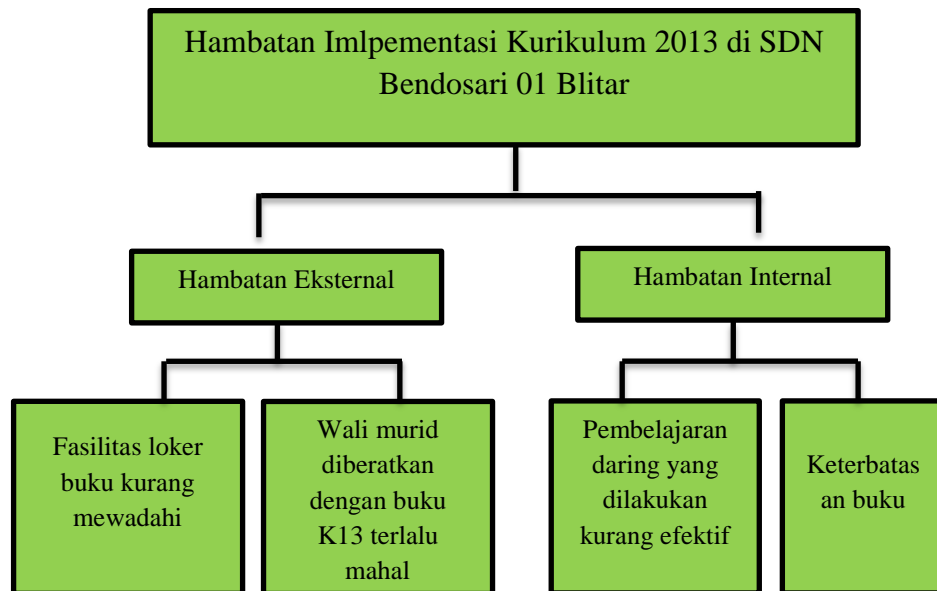 Hambatan Imlpementasi Kurikulum 2013 di SDN
Bendosari 01 Blitar
Hambatan Eksternal
Hambatan Internal
Fasilitas loker
buku kurang
mewadahi
Wali murid
diberatkan
dengan buku
K13 terlalu
mahal
Pembelajaran
daring yang
dilakukan
kurang efektif
Keterbatas
an buku